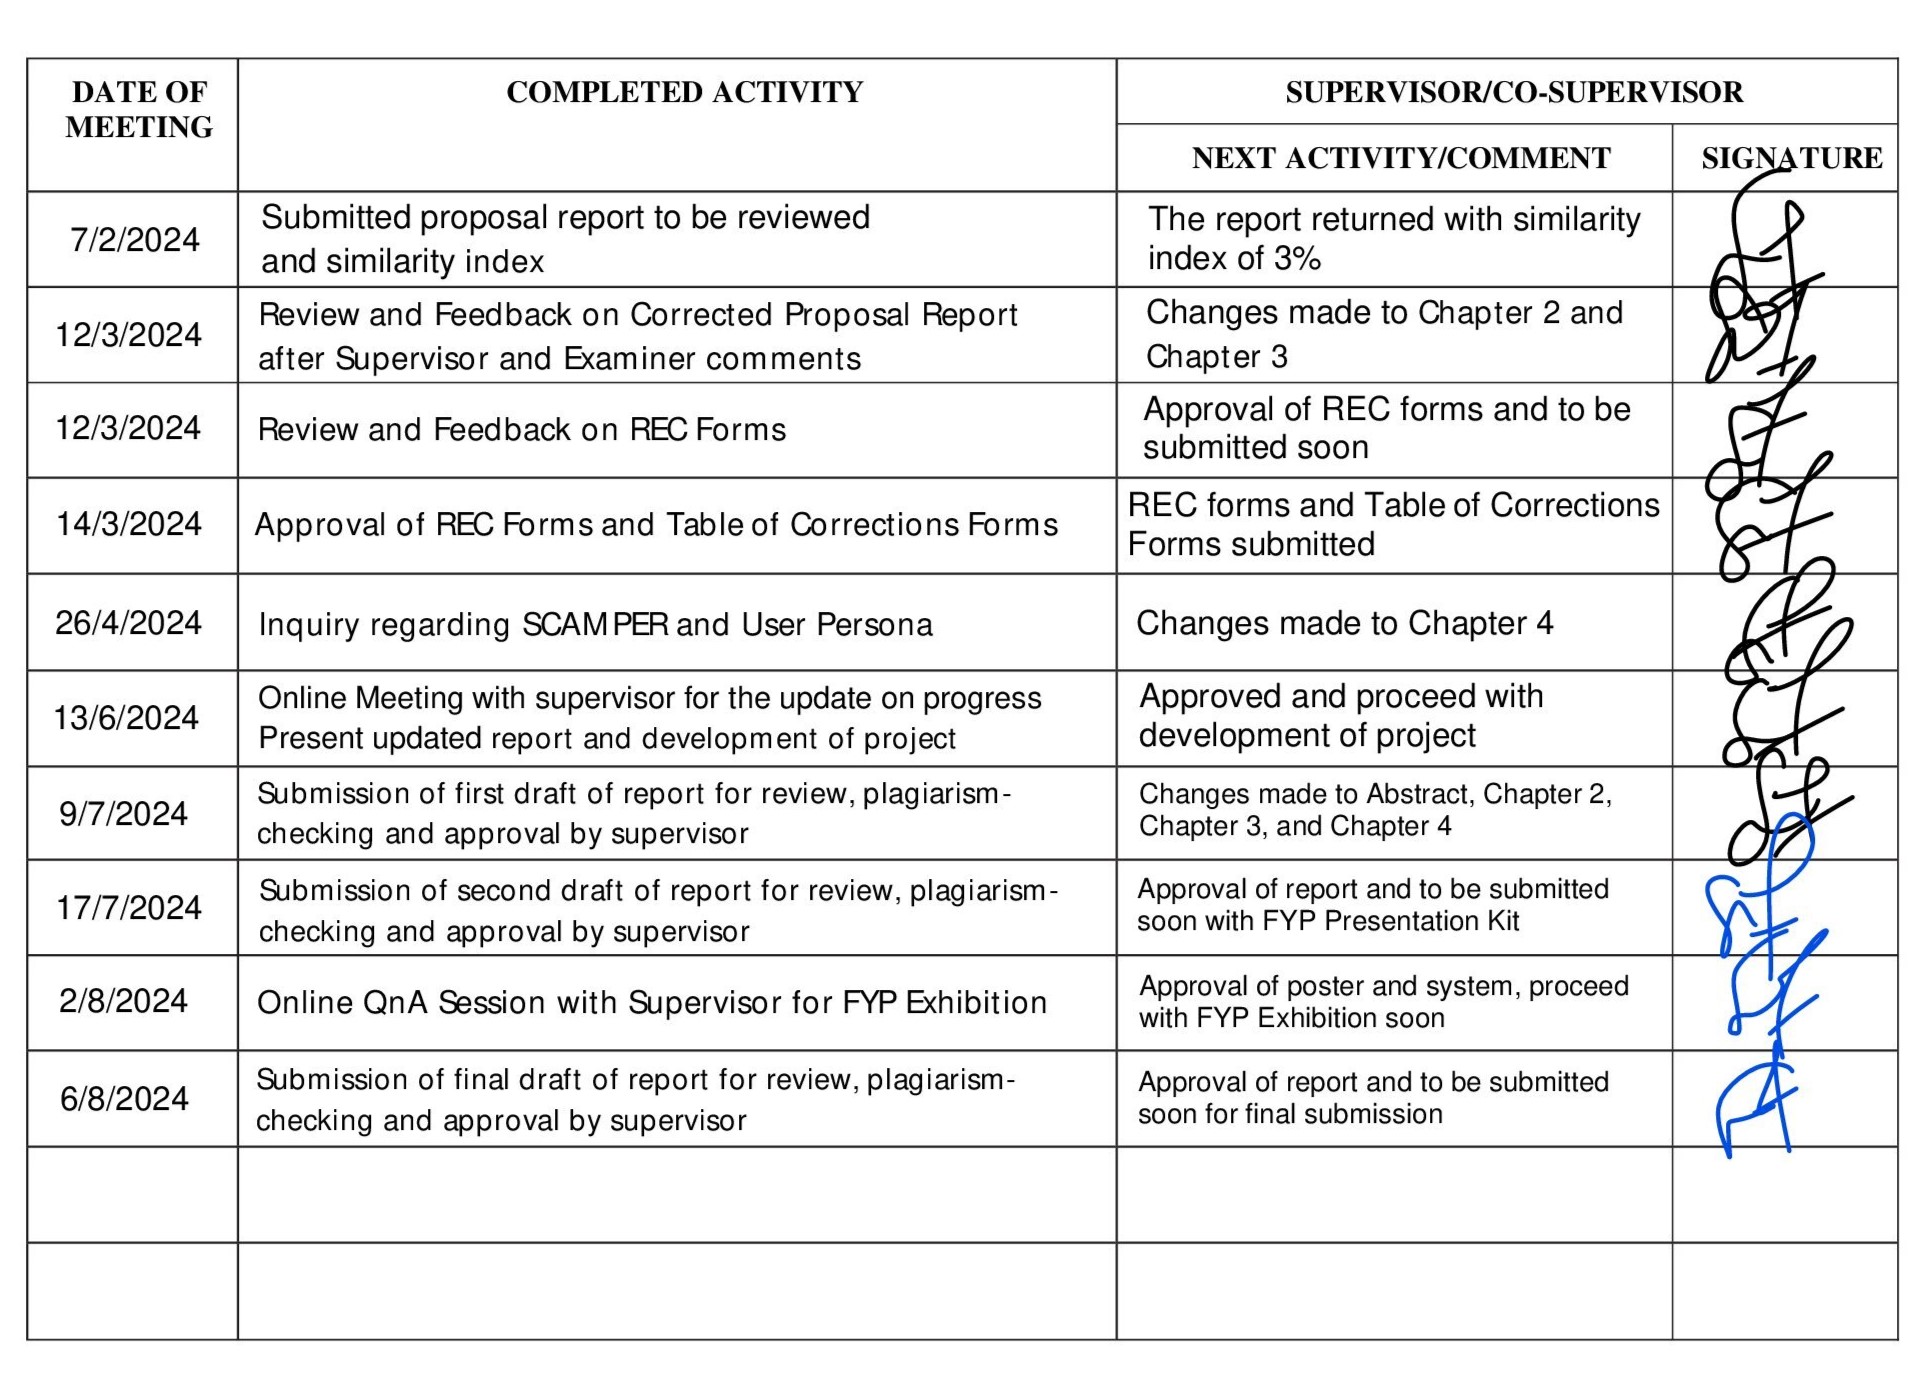 DATE OF
MEETING
COMPLETED ACTIVITY
SUPERVISOR/CO-SUPERVISOR
NEXT ACTIVITY/COMMENT
SIGNATURE
7/2/2024
Submitted proposal report to be reviewed
and similarity index
The report returned with similarity
index of 3%
12/3/2024
Review and Feedback on Corrected Proposal Report
after Supervisor and Examiner comments
Changes made to Chapter 2 and
Chapter 3
12/3/2024
Review and Feedback on REC Forms
Approval of REC forms and to be
submitted soon
14/3/2024
Approval of REC Forms and Table of Corrections Forms
REC forms and Table of Corrections
Forms submitted
26/4/2024
Inquiry regarding SCAMPER and User Persona
Changes made to Chapter 4
13/6/2024
Online Meeting with supervisor for the update on progress
Present updated report and development of project
Approved and proceed with
development of project
9/7/2024
Submission of first draft of report for review, plagiarism-
checking and approval by supervisor
Changes made to Abstract, Chapter 2,
Chapter 3, and Chapter 4
17/7/2024
Submission of second draft of report for review, plagiarism-
checking and approval by supervisor
Approval of report and to be submitted
soon with FYP Presentation Kit
2/8/2024
Online QnA Session with Supervisor for FYP Exhibition
Approval of poster and system, proceed
with FYP Exhibition soon
6/8/2024
Submission of final draft of report for review, plagiarism-
checking and approval by supervisor
Approval of report and to be submitted
soon for final submission